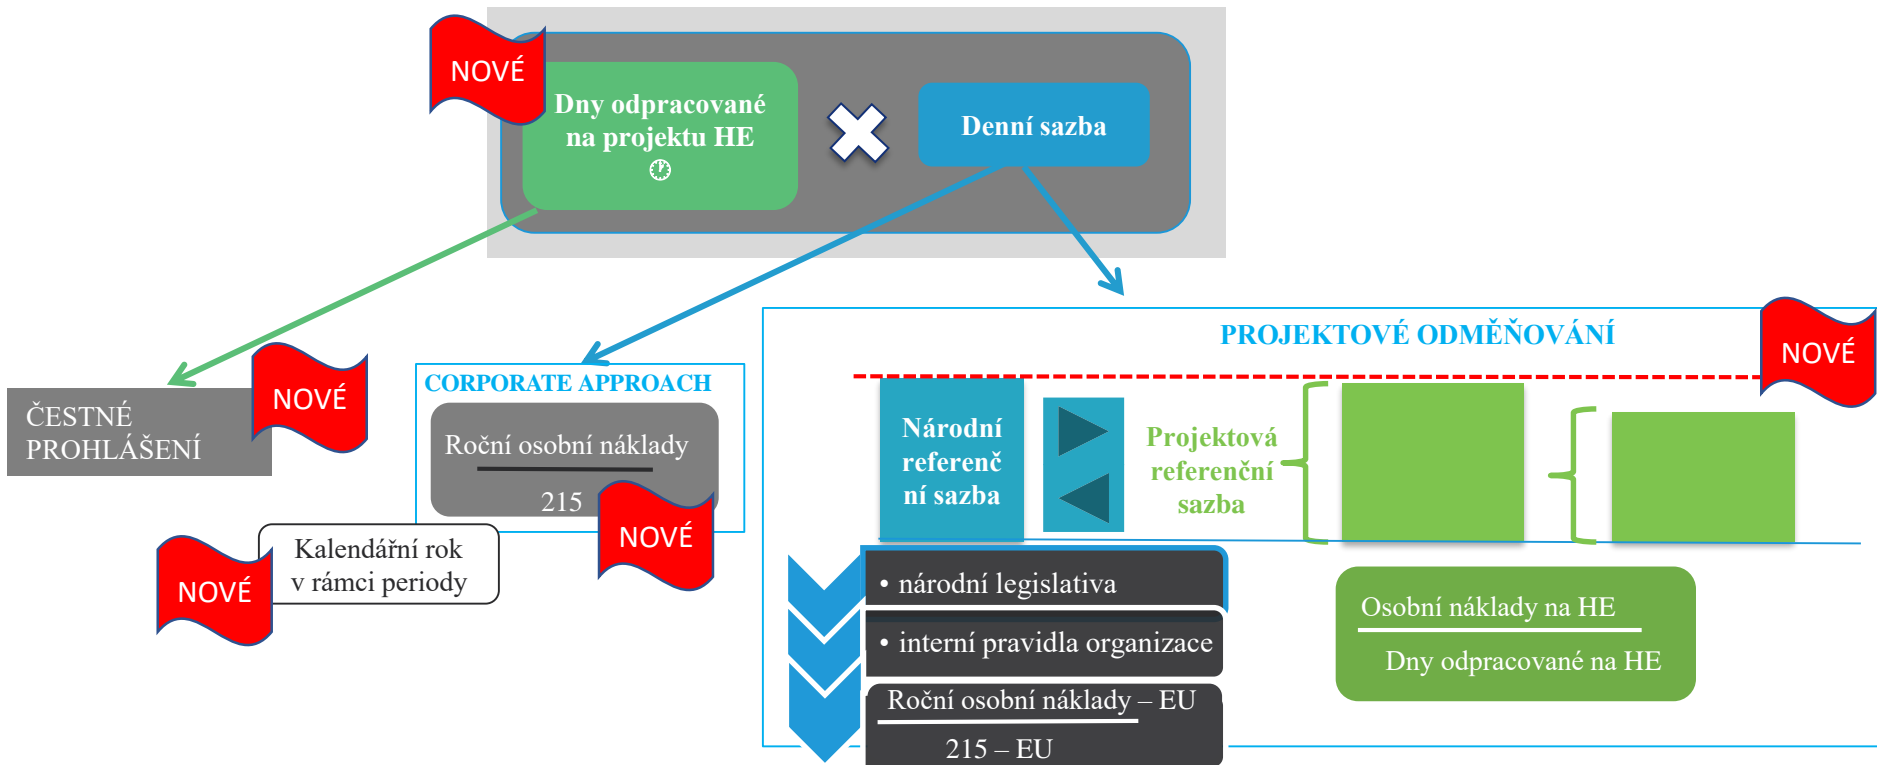 NOVÉ
Dny odpracované
na projektu HE
Denní sazba
PROJEKTOVÉ ODMĚŇOVÁNÍ
NOVÉ
ČESTNÉ
PROHLÁŠENÍ
NOVÉ
CORPORATE APPROACH
Roční osobní náklady
215
NOVÉ
Kalendářní rok
v rámci periody
NOVÉ
Národní
referenč
ní sazba
Projektová
referenční
sazba
• národní legislativa
• interní pravidla organizace
Roční osobní náklady – EU
215 – EU
Osobní náklady na HE
Dny odpracované na HE